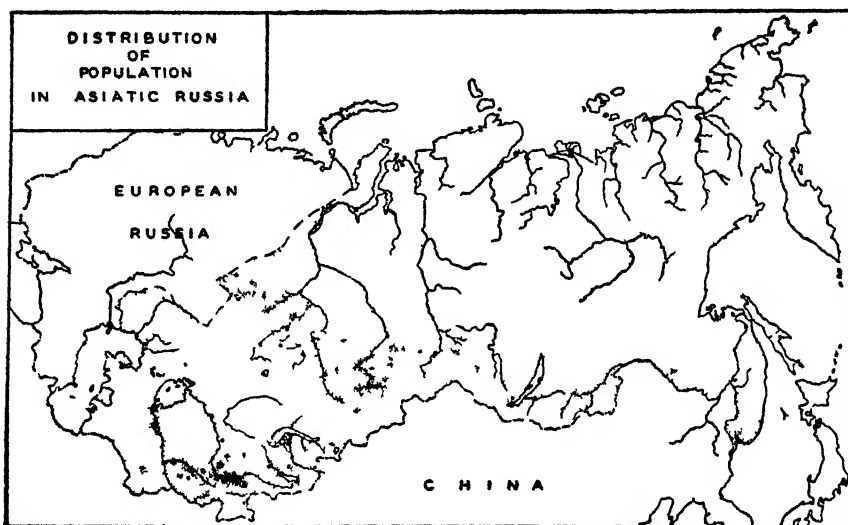 DISTRIBUTION
OF
POPULATION
IN ASIATIC RUSSIA
EUROPEAN
RUSSIA
CHINA